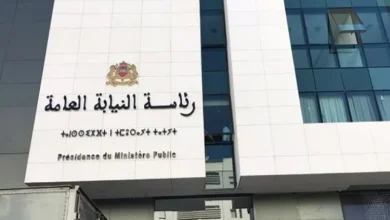 رئاسة النيابة العامة
Présidence du Ministère Public